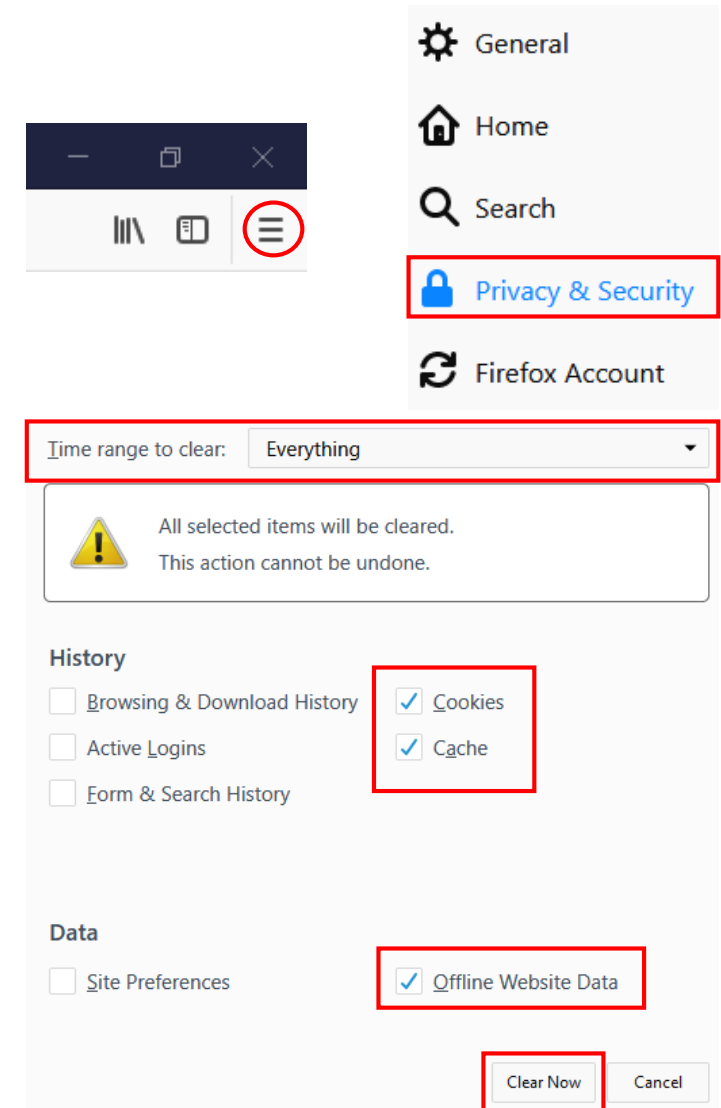 General
Home
Search
Privacy & Security
Firefox Account
Time range to clear: Everything
All selected items will be cleared.
This action cannot be undone.
History
Browsing & Download History Cookies
Active Logins Cache
Form & Search History
Data
Site Preferences Offline Website Data
Clear Now Cancel